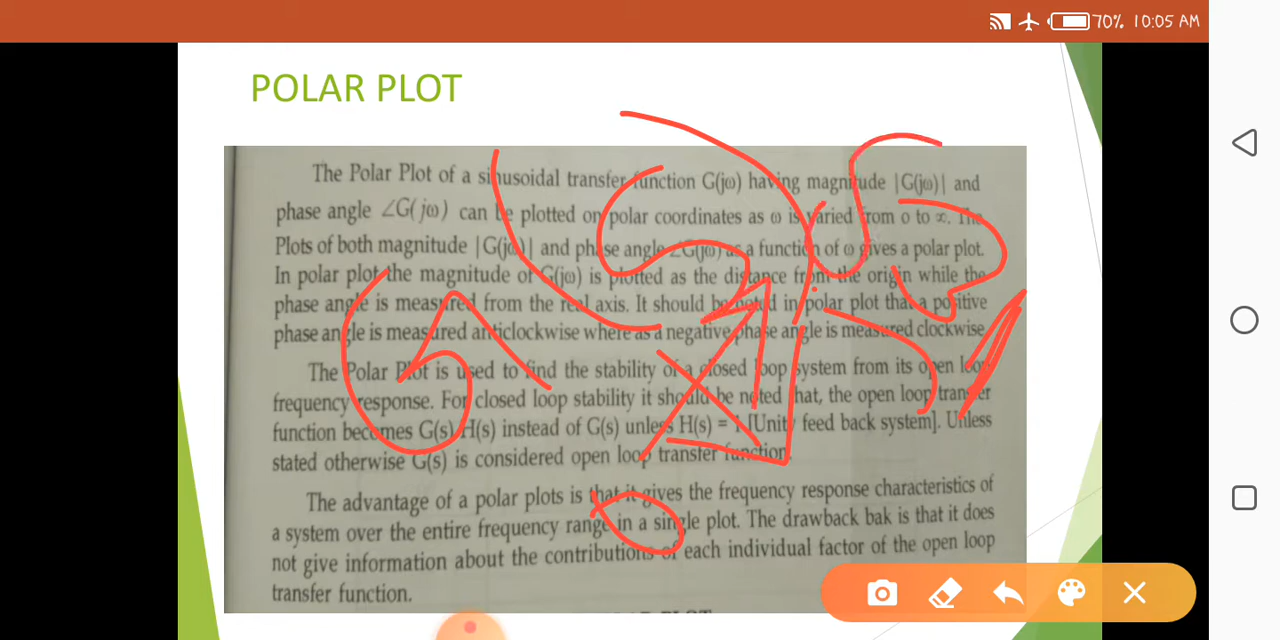 70% 10:05 AM
POLAR PLOT
The Polar Plot of a sinusoidal transfer function G(jω) having magnitude |G(jω)| and
phase angle ∠G( jω) can be plotted on polar coordinates as ω is varied from o to ∞. The
Plots of both magnitude |G(jω)| and phase angle ∠G(jω) as a function of ω gives a polar plot.
In polar plot the magnitude of G(jω) is plotted as the distance from the origin while the
phase angle is measured from the real axis. It should be noted in polar plot that a positive
phase angle is measured anticlockwise where as a negative phase angle is measured clockwise.
The Polar Plot is used to find the stability of a closed loop system from its open loop
frequency response. For closed loop stability it should be noted that, the open loop transfer
function becomes G(s) H(s) instead of G(s) unless H(s) = 1 [Unity feed back system]. Unless
stated otherwise G(s) is considered open loop transfer function.
The advantage of a polar plots is that it gives the frequency response characteristics of
a system over the entire frequency range in a single plot. The drawback bak is that it does
not give information about the contributions of each individual factor of the open loop
transfer function.